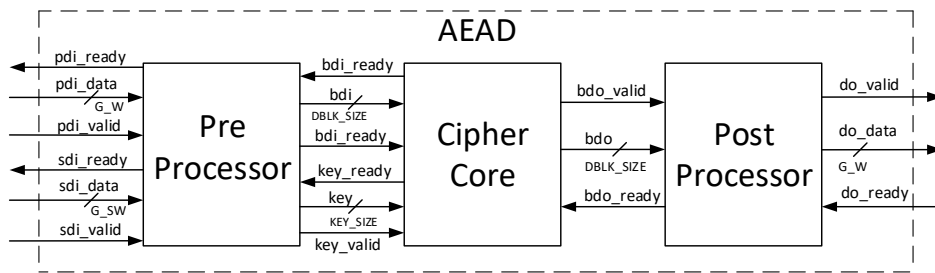 AEAD
pdi_ready
pdi_data
G_W
pdi_valid
sdi_ready
sdi_data
G_SW
sdi_valid
Pre
Processor
bdi_ready
bdi
DBLK_SIZE
bdi_ready
key_ready
key
KEY_SIZE
key_valid
Cipher
Core
bdo_valid
bdo
DBLK_SIZE
bdo_ready
Post
Processor
do_valid
do_data
G_W
do_ready